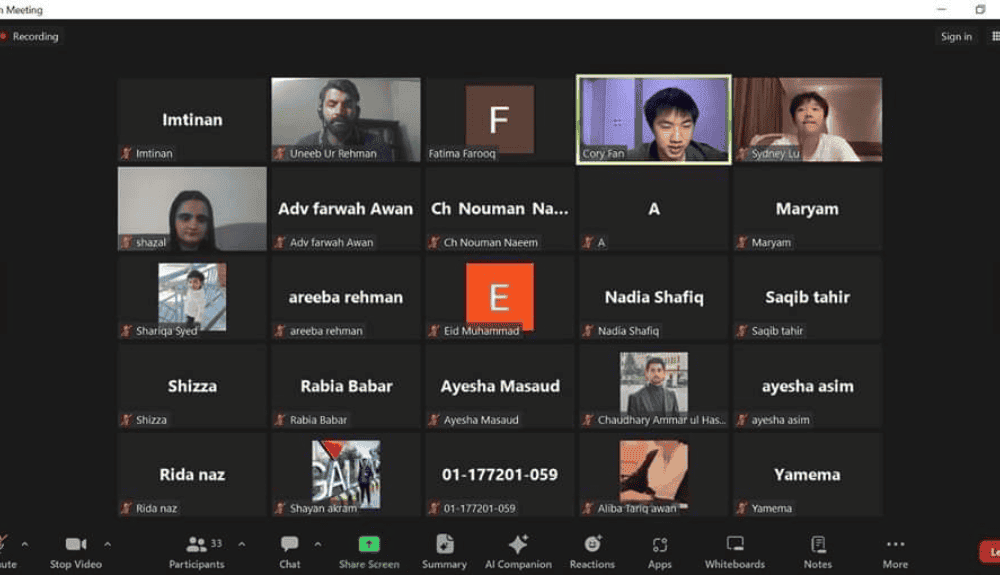 Meeting
Recording
Sign in
Imtinan
Imtinan
Uneeb Ur Rehman
F
Fatima Farooq
Cory Fan
Sydney Lu
shazal
Adv farwah Awan
Adv farwah Awan
Ch Nouman Na...
Ch Nouman Naeem
A
A
Maryam
Maryam
Shariqa Syed
areeba rehman
areeba rehman
E
Eid Muhammad
Nadia Shafiq
Nadia Shafiq
Saqib tahir
Saqib tahir
Shizza
Shizza
Rabia Babar
Rabia Babar
Ayesha Masaud
Ayesha Masaud
Chaudhary Ammar ul Has...
ayesha asim
ayesha asim
Rida naz
Rida naz
Shayan akram
01-177201-059
01-177201-059
Aliba Tariq awan
Yamema
Yamema
Stop Video
33
Participants
Chat
Share Screen
Summary
AI Companion
Reactions
Apps
Whiteboards
Notes
More